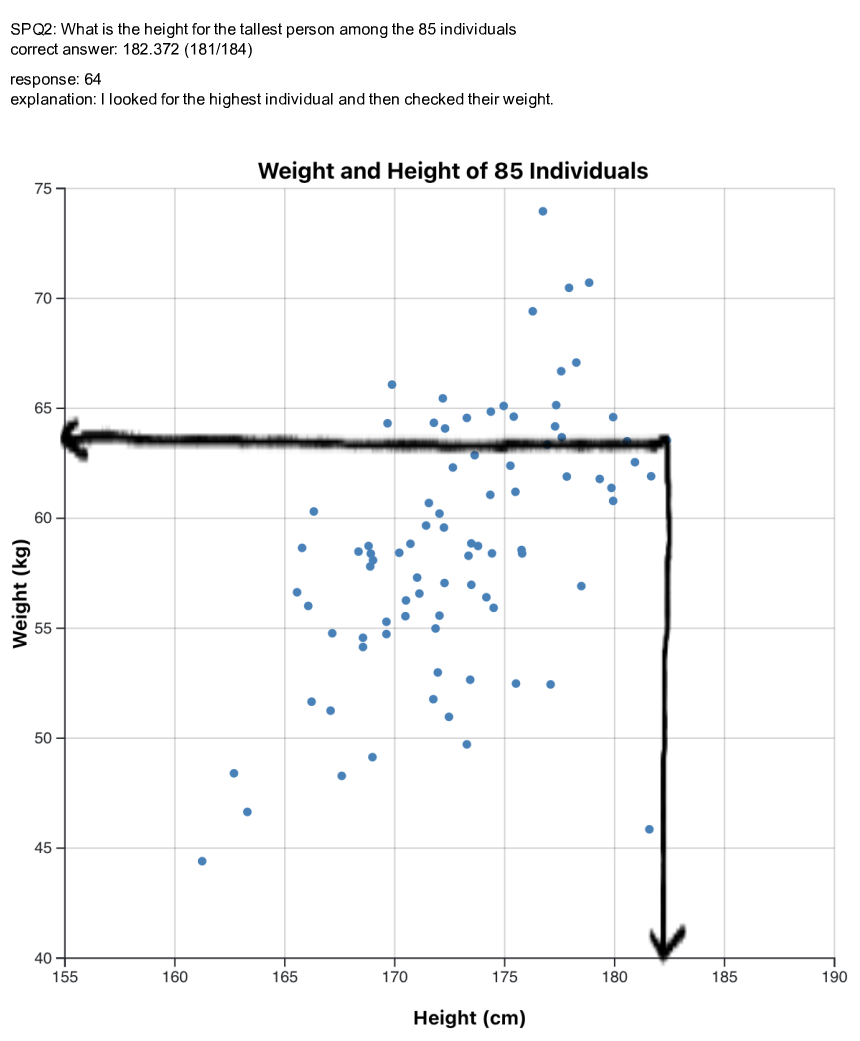 SPQ2: What is the height for the tallest person among the 85 individuals
correct answer: 182.372 (181/184)
response: 64
explanation: I looked for the highest individual and then checked their weight.
Weight and Height of 85 Individuals
75
70
65
60
55
50
45
40
Weight (kg)
155 160 165 170 175 180 185 190
Height (cm)